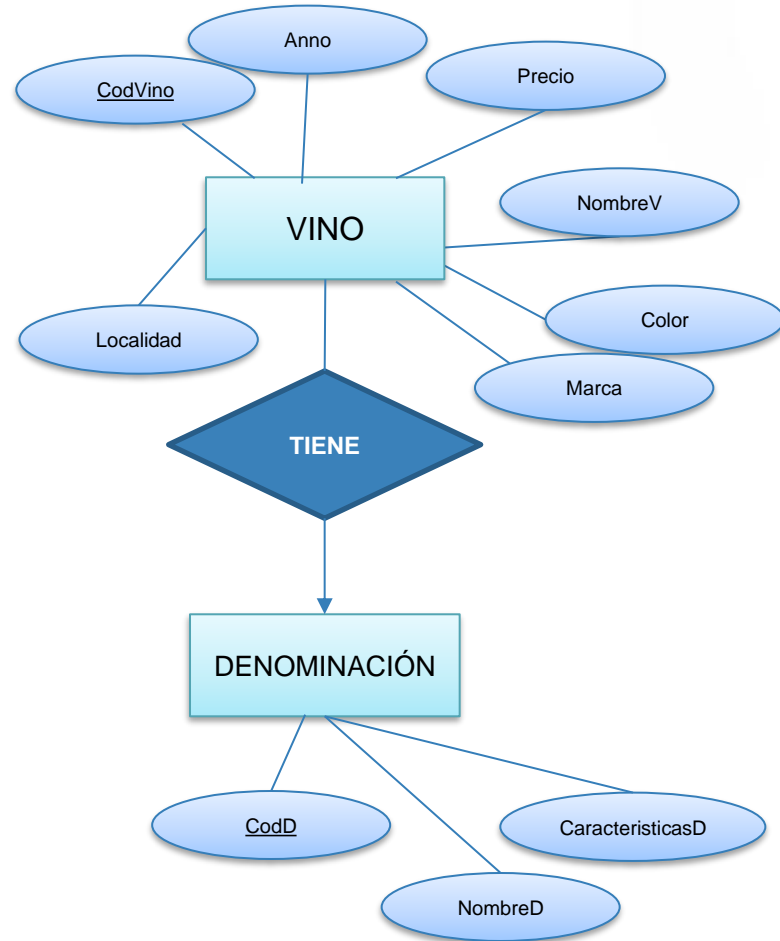 Anno
Precio
CodVino
NombreV
VINO
Color
Localidad
Marca
TIENE
DENOMINACIÓN
CodD
CaracteristicasD
NombreD